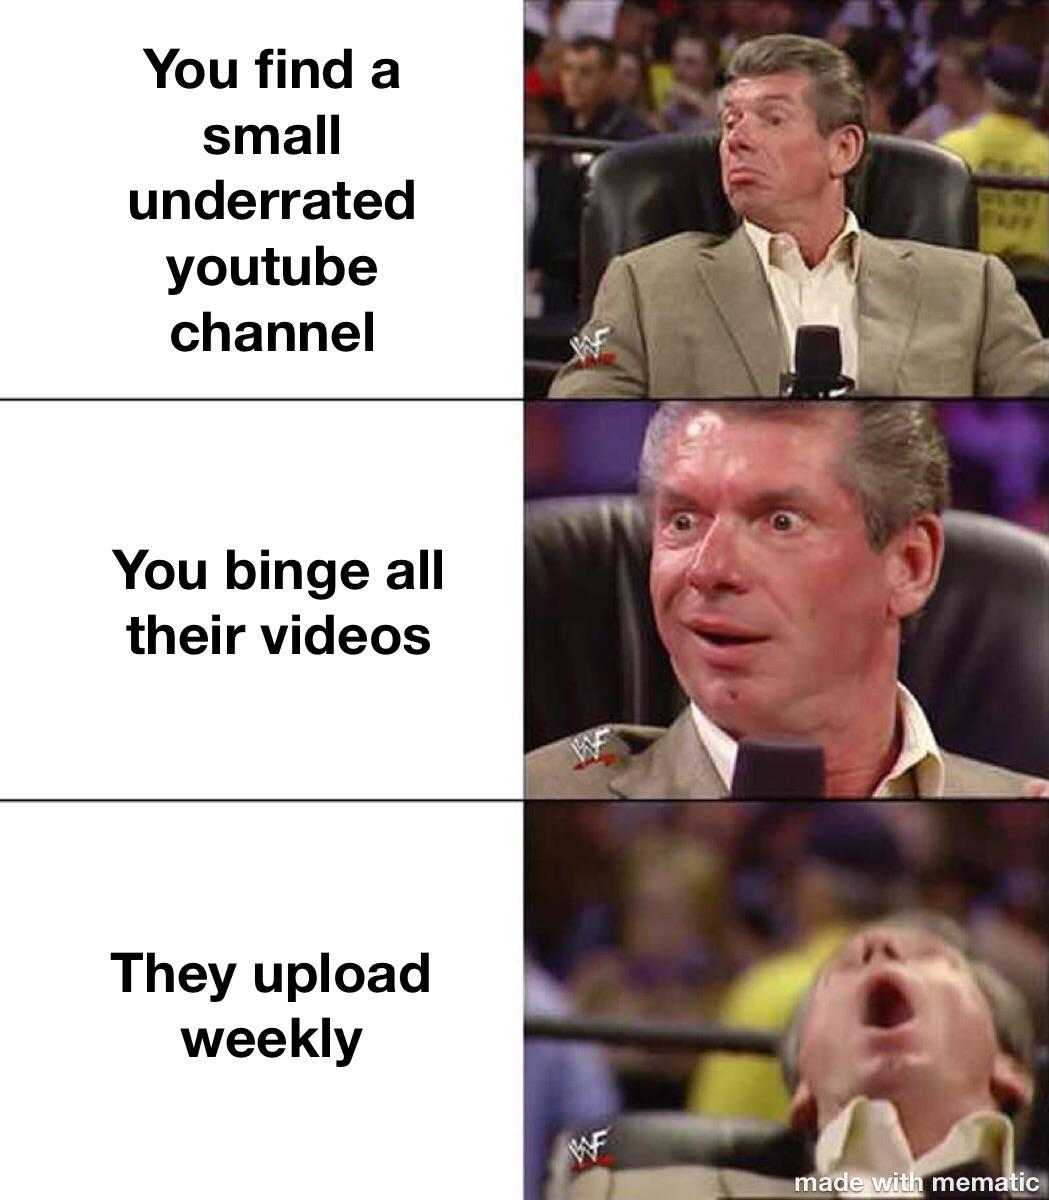 You find a
small
underrated
youtube
channel
You binge all
their videos
They upload
weekly
made with mematic